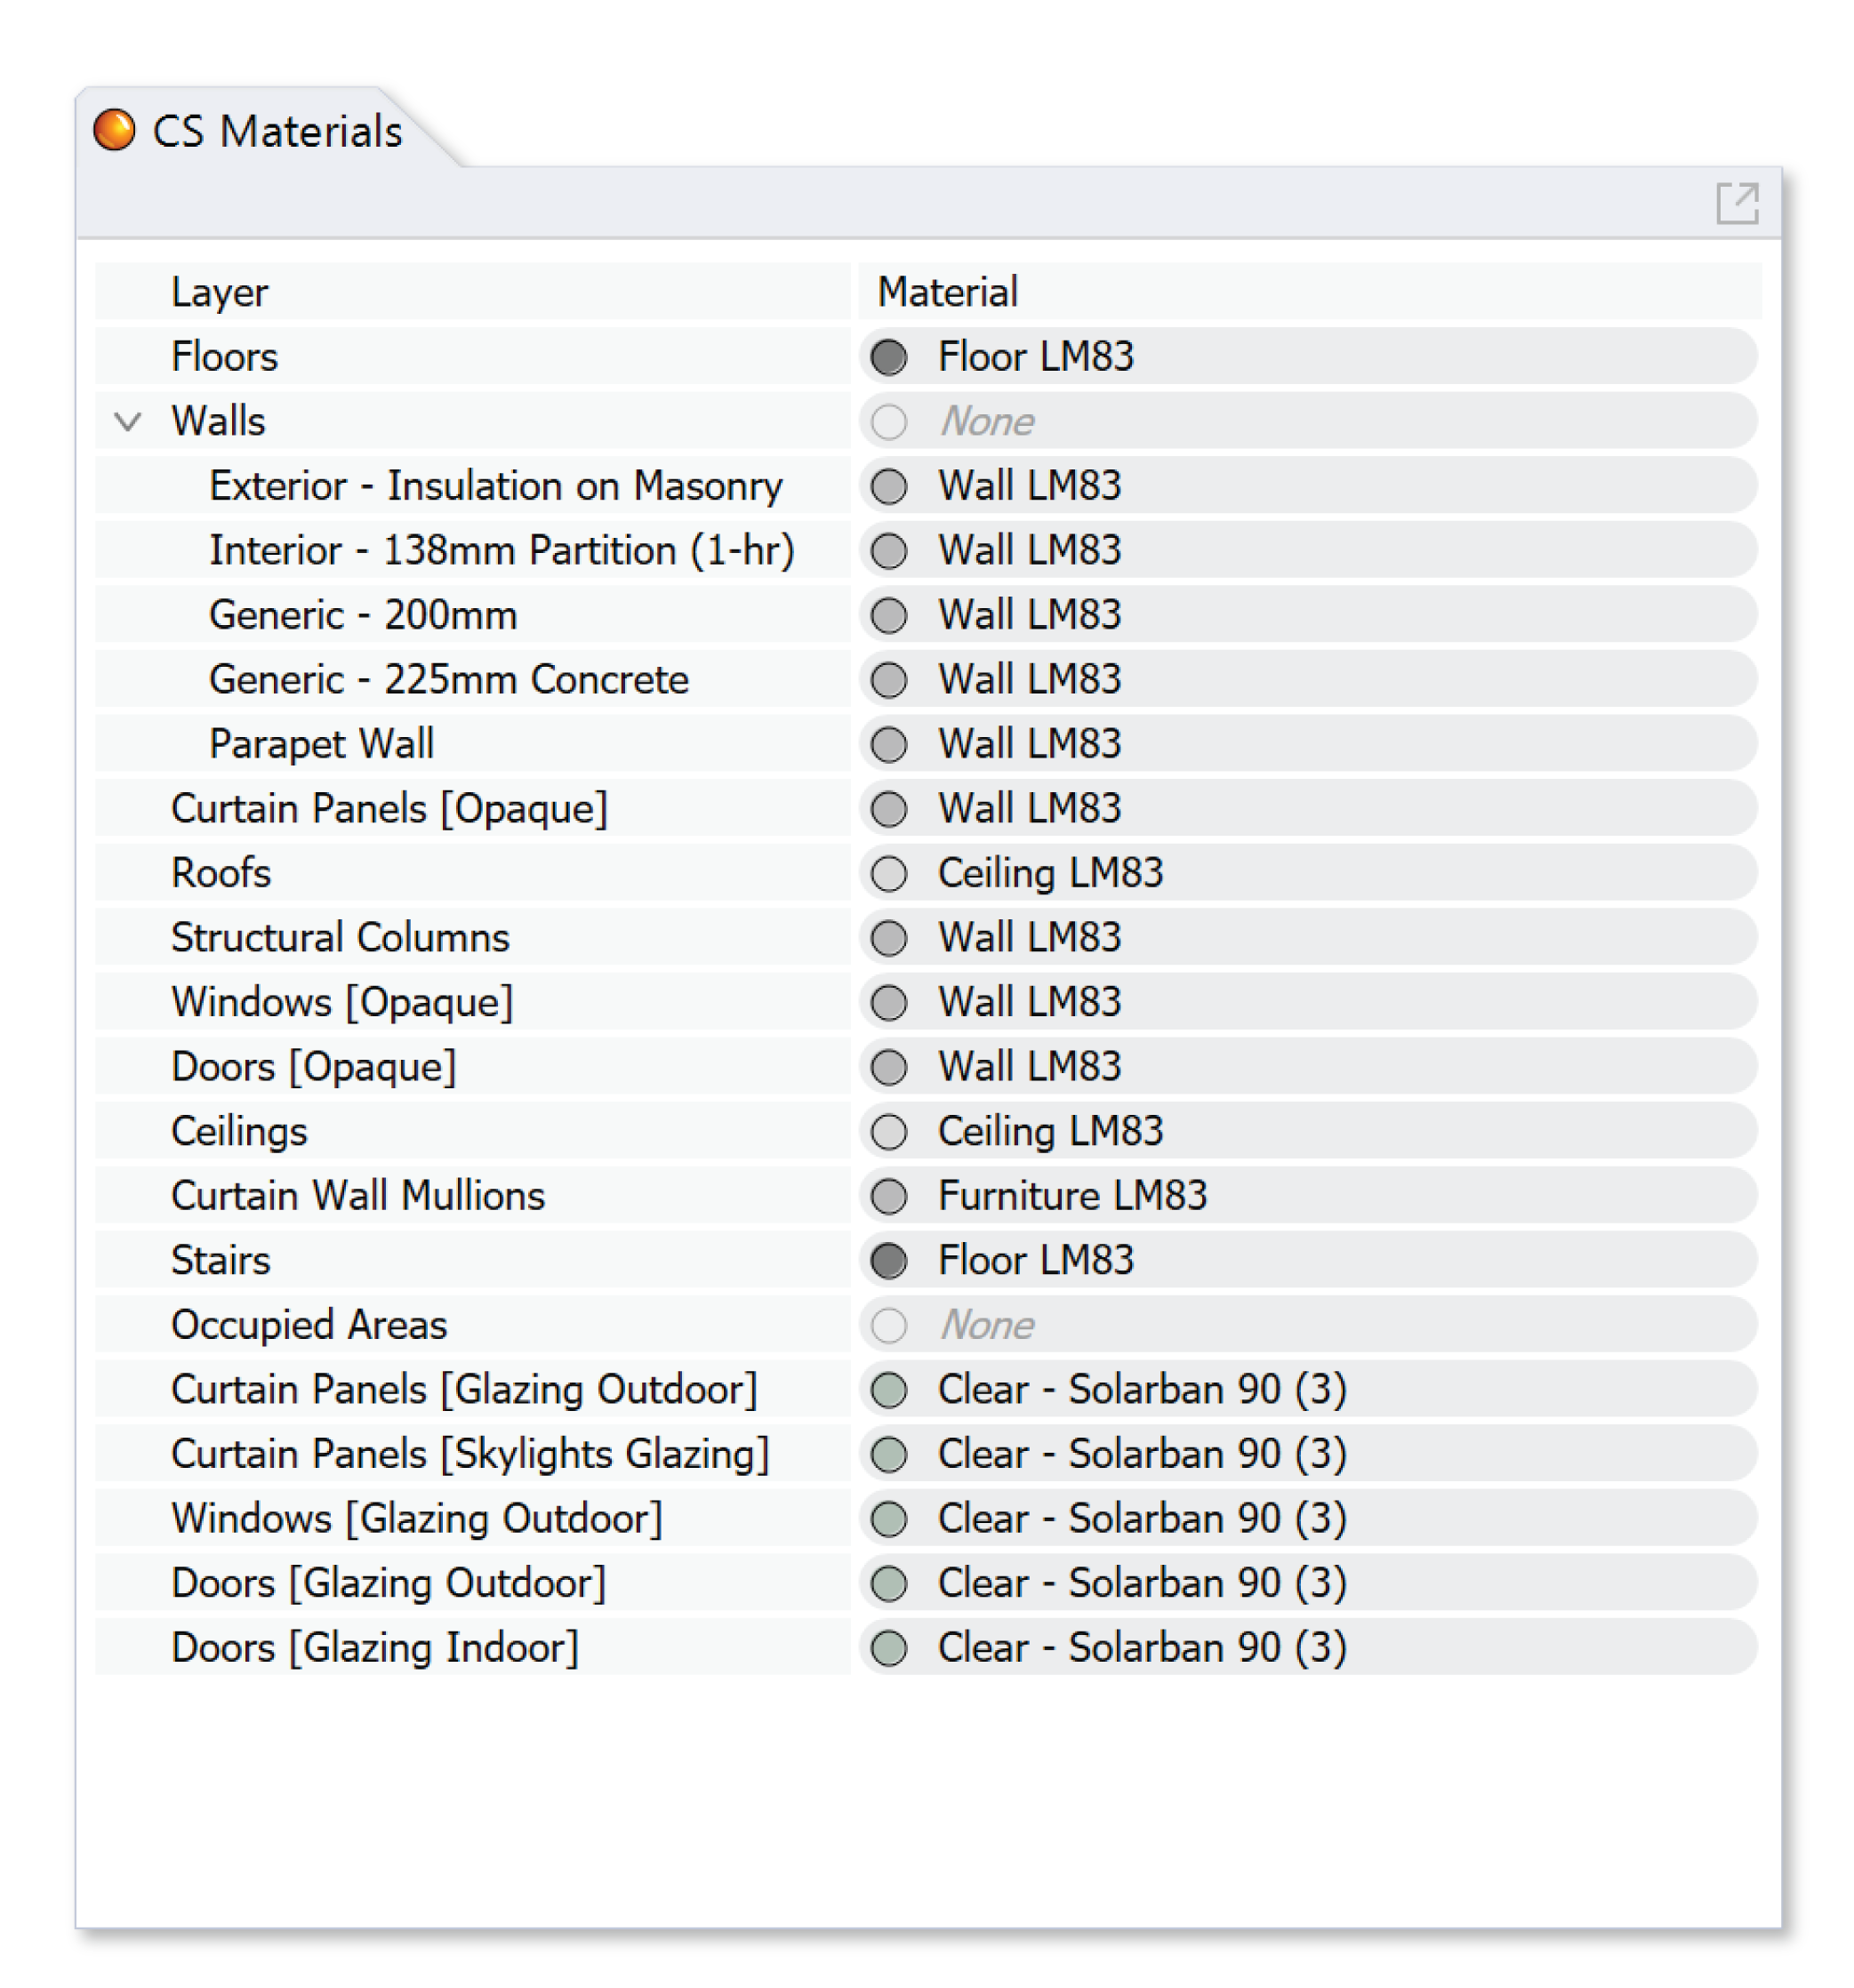 CS Materials
Layer Material
Floors Floor LM83
Walls None
Exterior - Insulation on Masonry Wall LM83
Interior - 138mm Partition (1-hr) Wall LM83
Generic - 200mm Wall LM83
Generic - 225mm Concrete Wall LM83
Parapet Wall Wall LM83
Curtain Panels [Opaque] Wall LM83
Roofs Ceiling LM83
Structural Columns Wall LM83
Windows [Opaque] Wall LM83
Doors [Opaque] Wall LM83
Ceilings Ceiling LM83
Curtain Wall Mullions Furniture LM83
Stairs Floor LM83
Occupied Areas None
Curtain Panels [Glazing Outdoor] Clear - Solarban 90 (3)
Curtain Panels [Skylights Glazing] Clear - Solarban 90 (3)
Windows [Glazing Outdoor] Clear - Solarban 90 (3)
Doors [Glazing Outdoor] Clear - Solarban 90 (3)
Doors [Glazing Indoor] Clear - Solarban 90 (3)